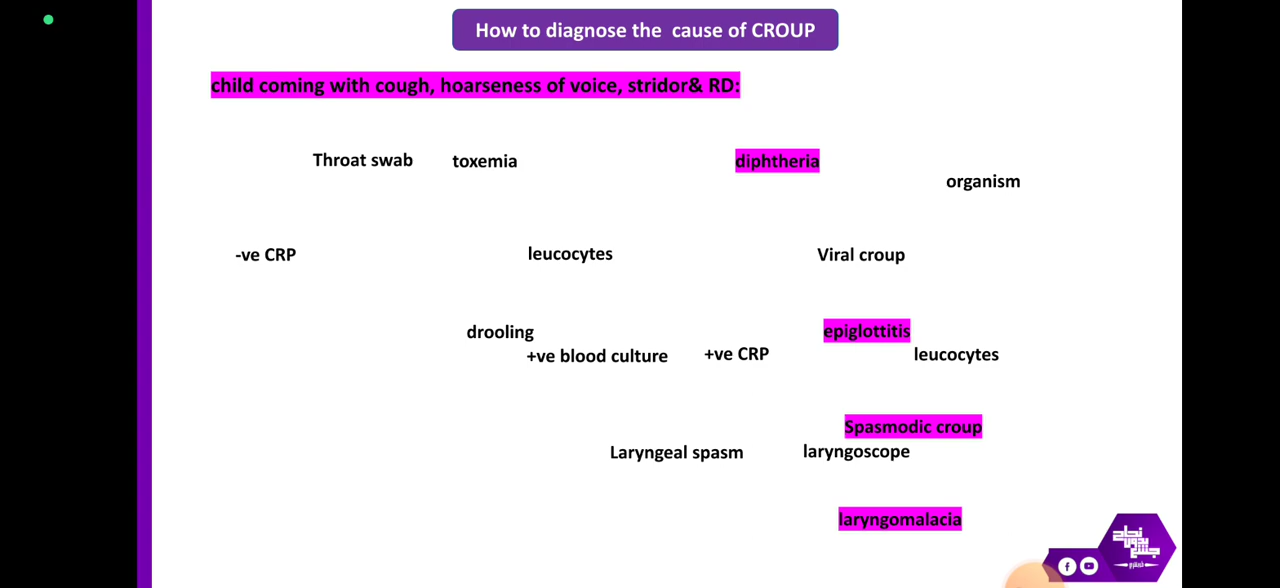 How to diagnose the cause of CROUP
child coming with cough, hoarseness of voice, stridor& RD:
Throat swab toxemia diphtheria
organism
-ve CRP leucocytes Viral croup
drooling epiglottitis
+ve blood culture +ve CRP leucocytes
Spasmodic croup
Laryngeal spasm laryngoscope
laryngomalacia